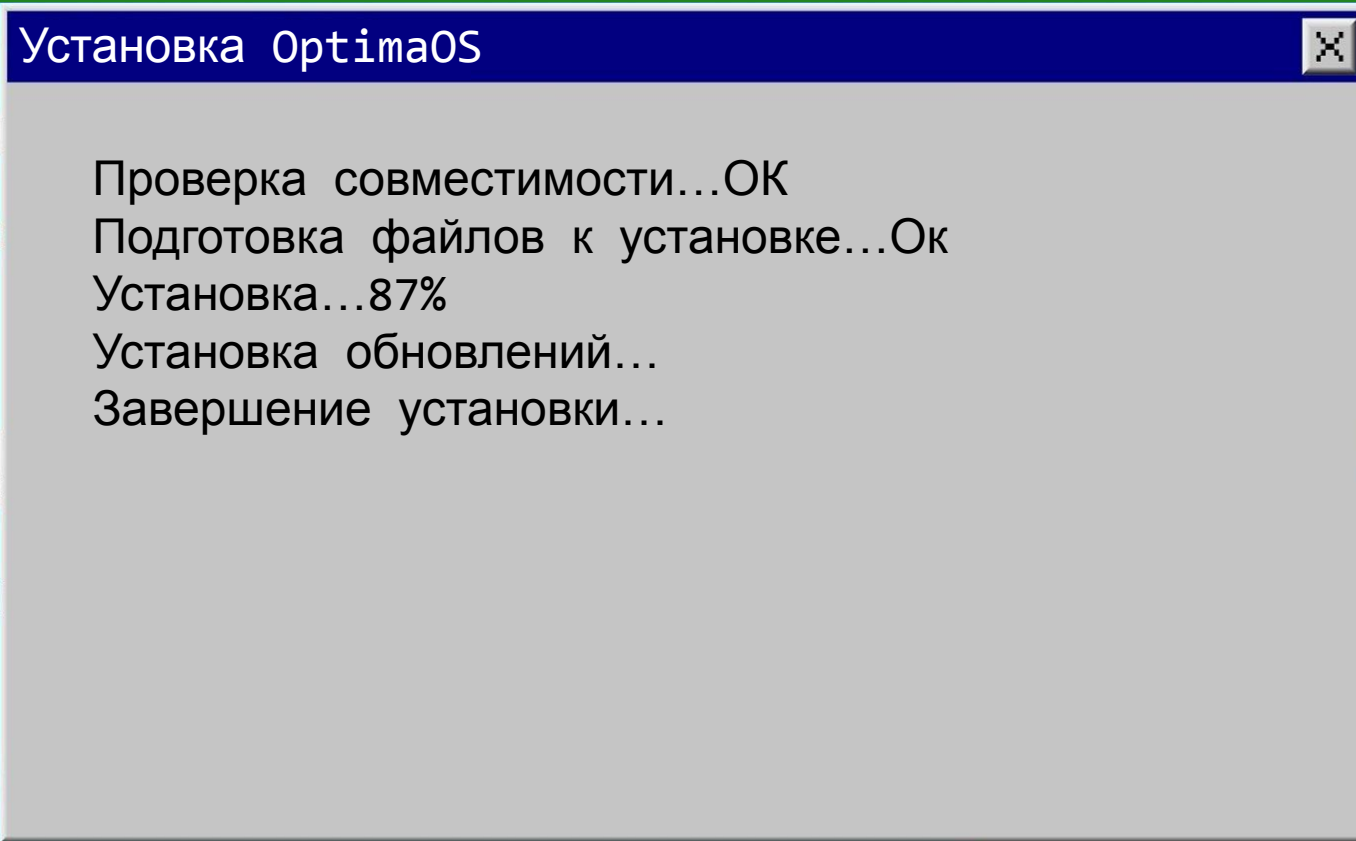 Установка OptimaOS
Проверка совместимости...ОК
Подготовка файлов к установке...Ок
Установка...87%
Установка обновлений...
Завершение установки...